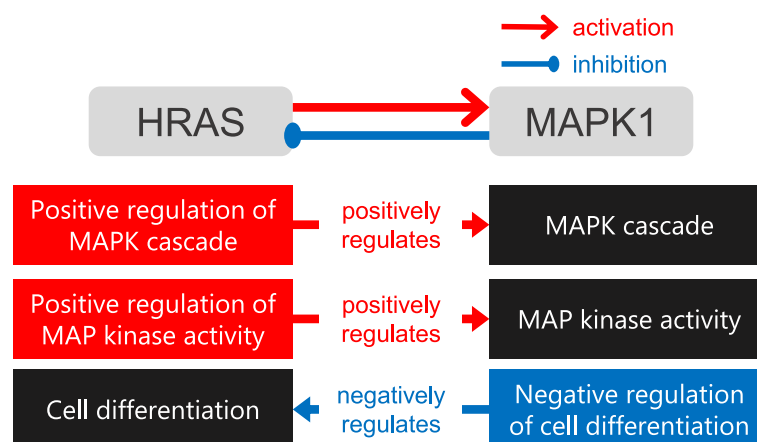 activation
inhibition
HRAS
MAPK1
Positive regulation of
MAPK cascade
positively
regulates
MAPK cascade
Positive regulation of
MAP kinase activity
positively
regulates
MAP kinase activity
Cell differentiation
negatively
regulates
Negative regulation
of cell differentiation